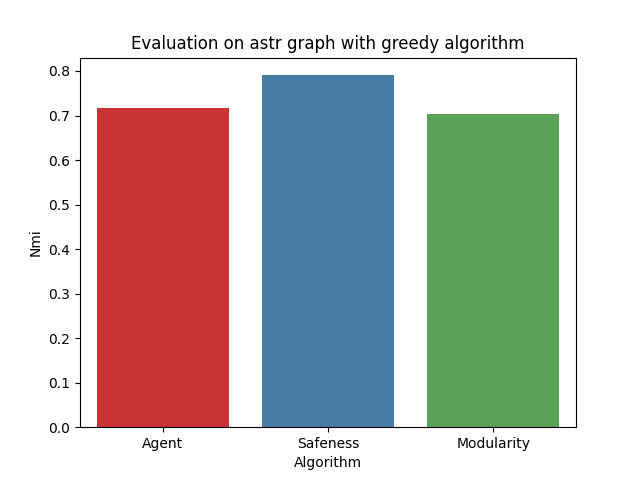 Evaluation on astr graph with greedy algorithm
0.8
0.7
0.6
0.5
0.4
0.3
0.2
0.1
0.0
Nmi
Agent Safeness Modularity
Algorithm